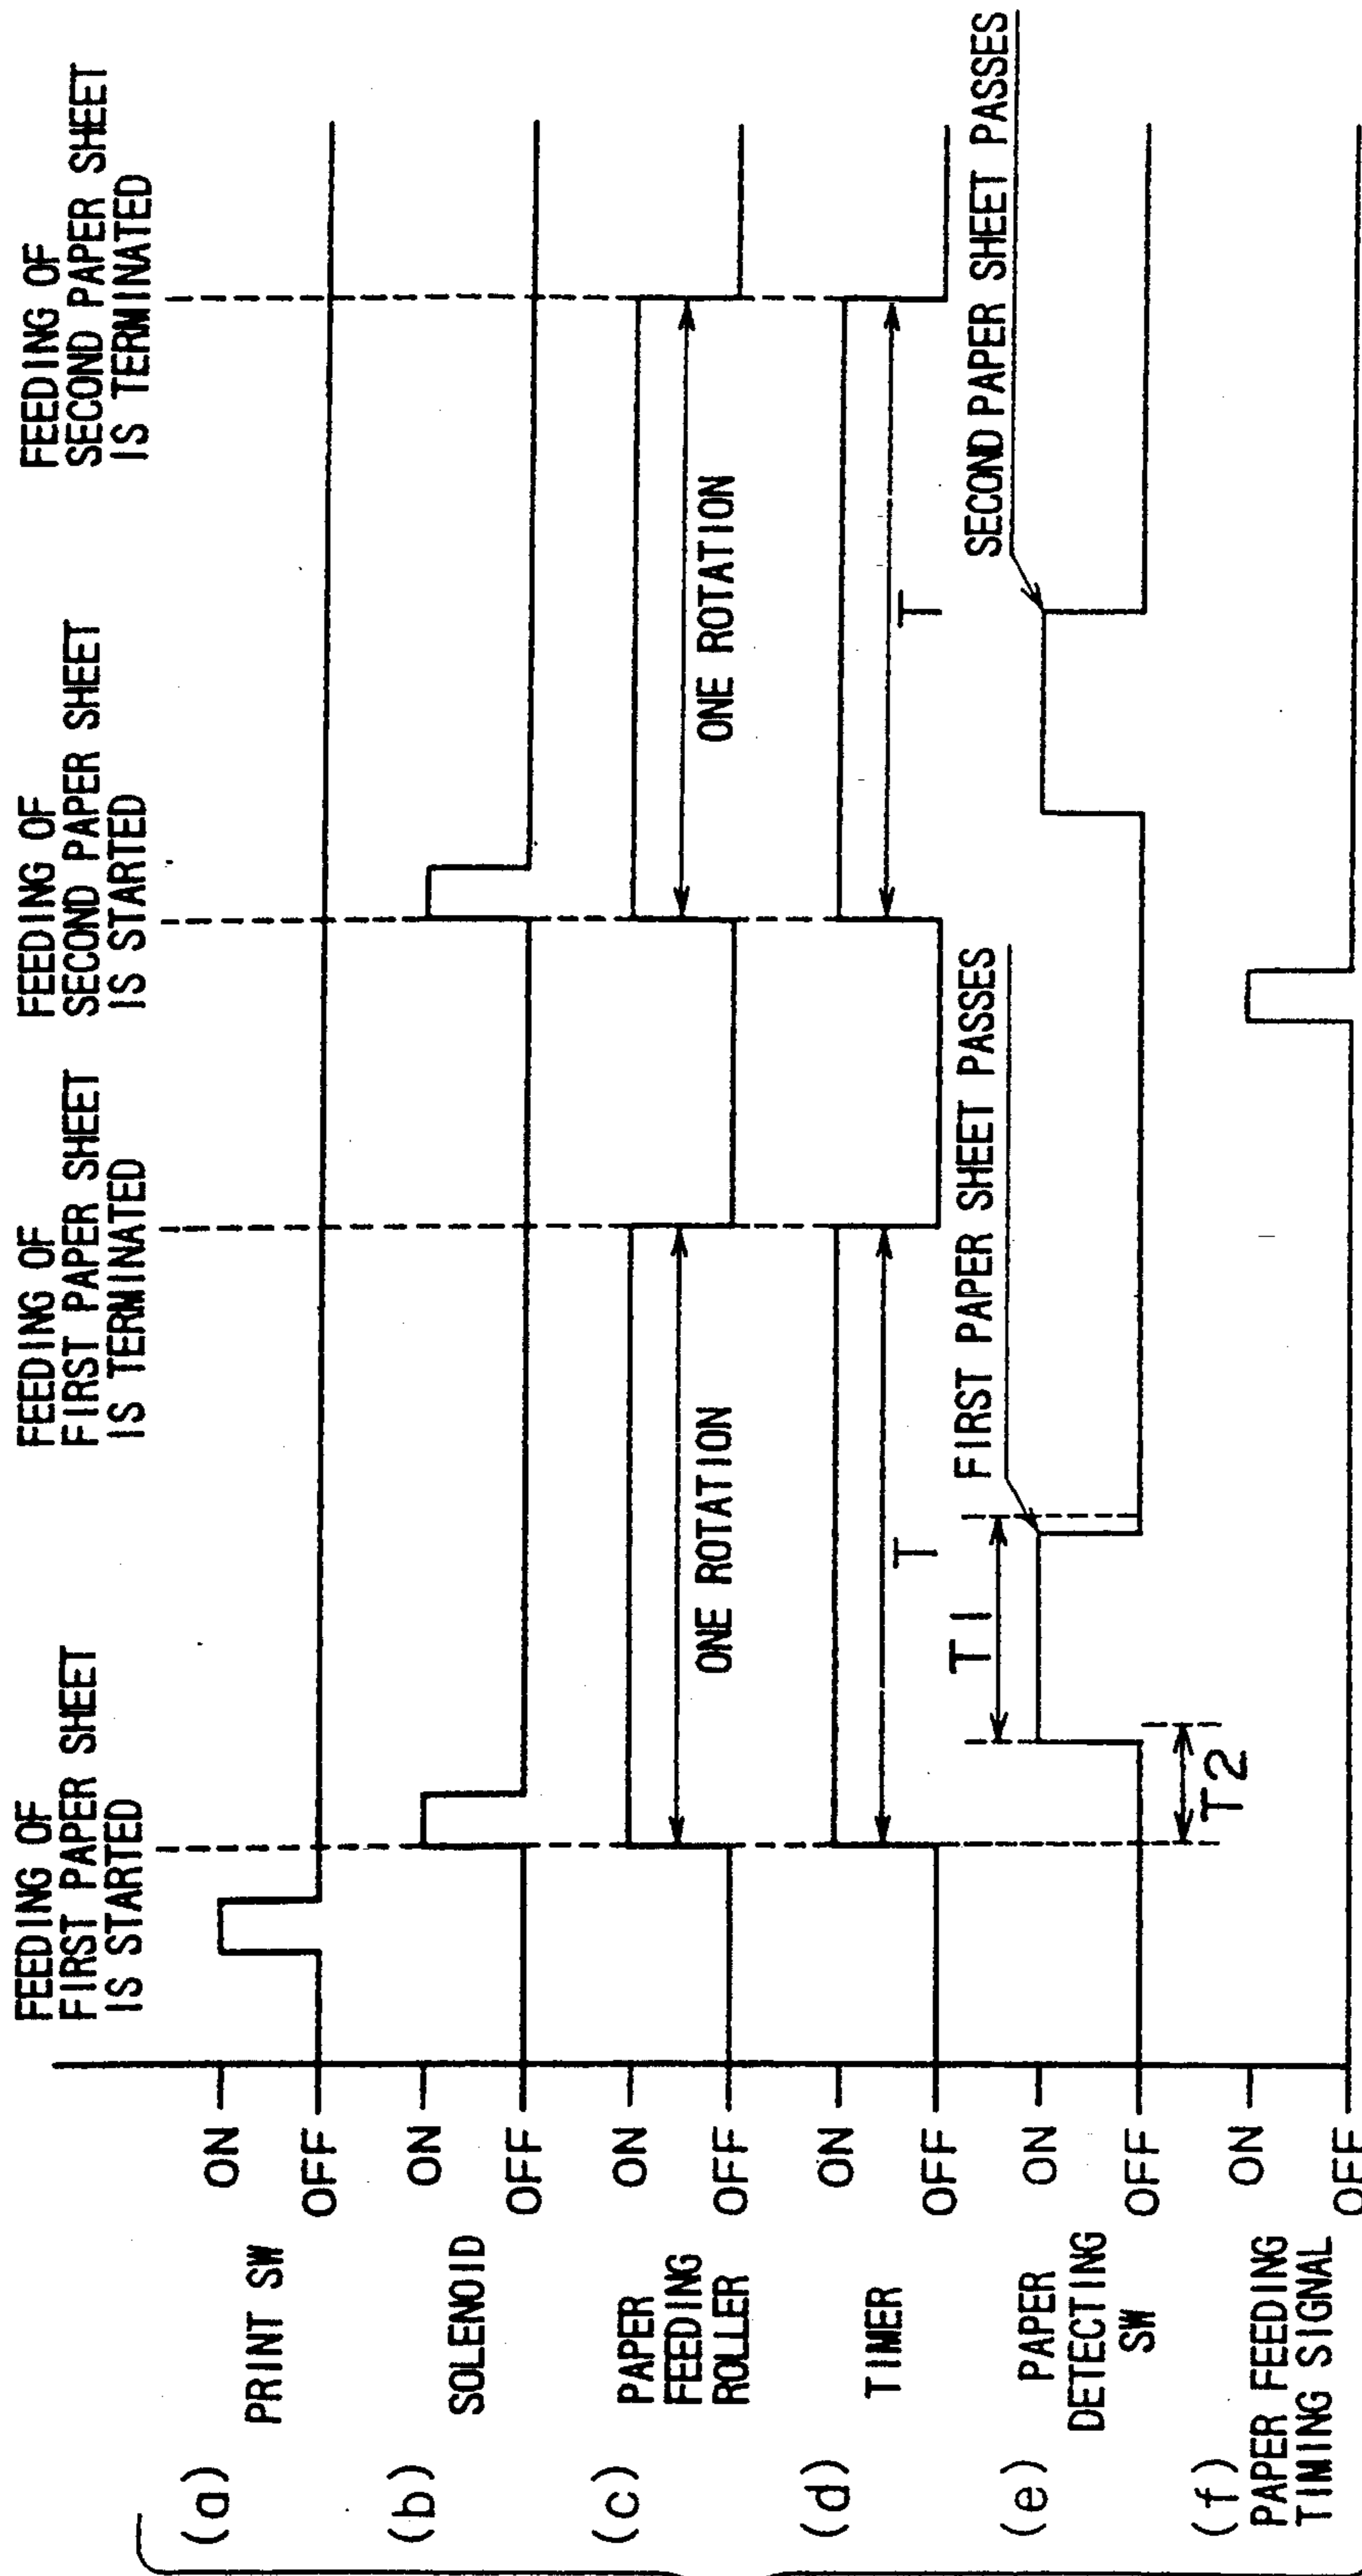 FEEDING OF
FIRST PAPER SHEET
IS STARTED
FEEDING OF
FIRST PAPER SHEET
IS TERMINATED
FEEDING OF
SECOND PAPER SHEET
IS STARTED
FEEDING OF
SECOND PAPER SHEET
IS TERMINATED
(a)
PRINT SW
ON
OFF
(b)
SOLENOID
ON
OFF
(c)
PAPER
FEEDING
ROLLER
ON
OFF
ONE ROTATION
ONE ROTATION
(d)
TIMER
ON
OFF
T
T
(e)
PAPER
DETECTING
SW
ON
OFF
T1
T2
FIRST PAPER SHEET PASSES
SECOND PAPER SHEET PASSES
(f)
PAPER FEEDING
TIMING SIGNAL
ON
OFF